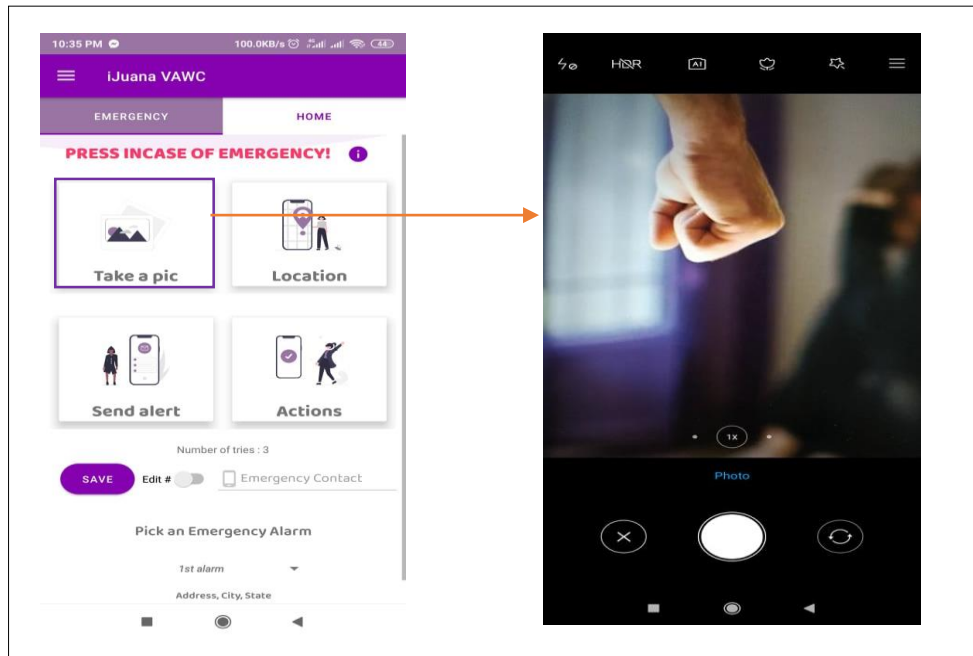 10:35 PM 100.0KB/s 44
iJuana VAWC
EMERGENCY HOME
PRESS INCASE OF EMERGENCY! i
Take a pic Location
Send alert Actions
Number of tries : 3
SAVE Edit # Emergency Contact
Pick an Emergency Alarm
1st alarm
Address, City, State
HDR AI
1X
Photo